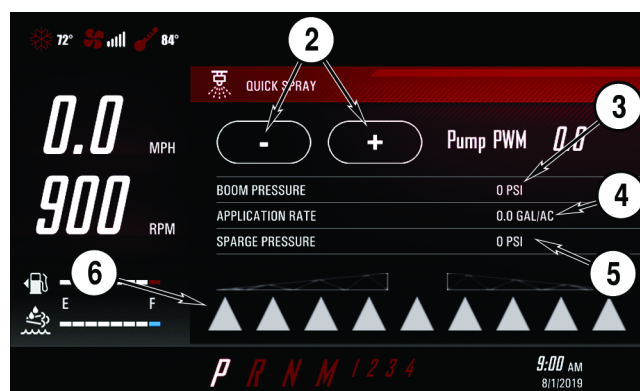 72° 84°
2
QUICK SPRAY
3
0.0 MPH
- + Pump PWM 0.0
BOOM PRESSURE 0 PSI
4
900 RPM
APPLICATION RATE 0.0 GAL/AC
SPARGE PRESSURE 0 PSI
6
5
E F
P R N M 1 2 3 4
9:00 AM
8/1/2019